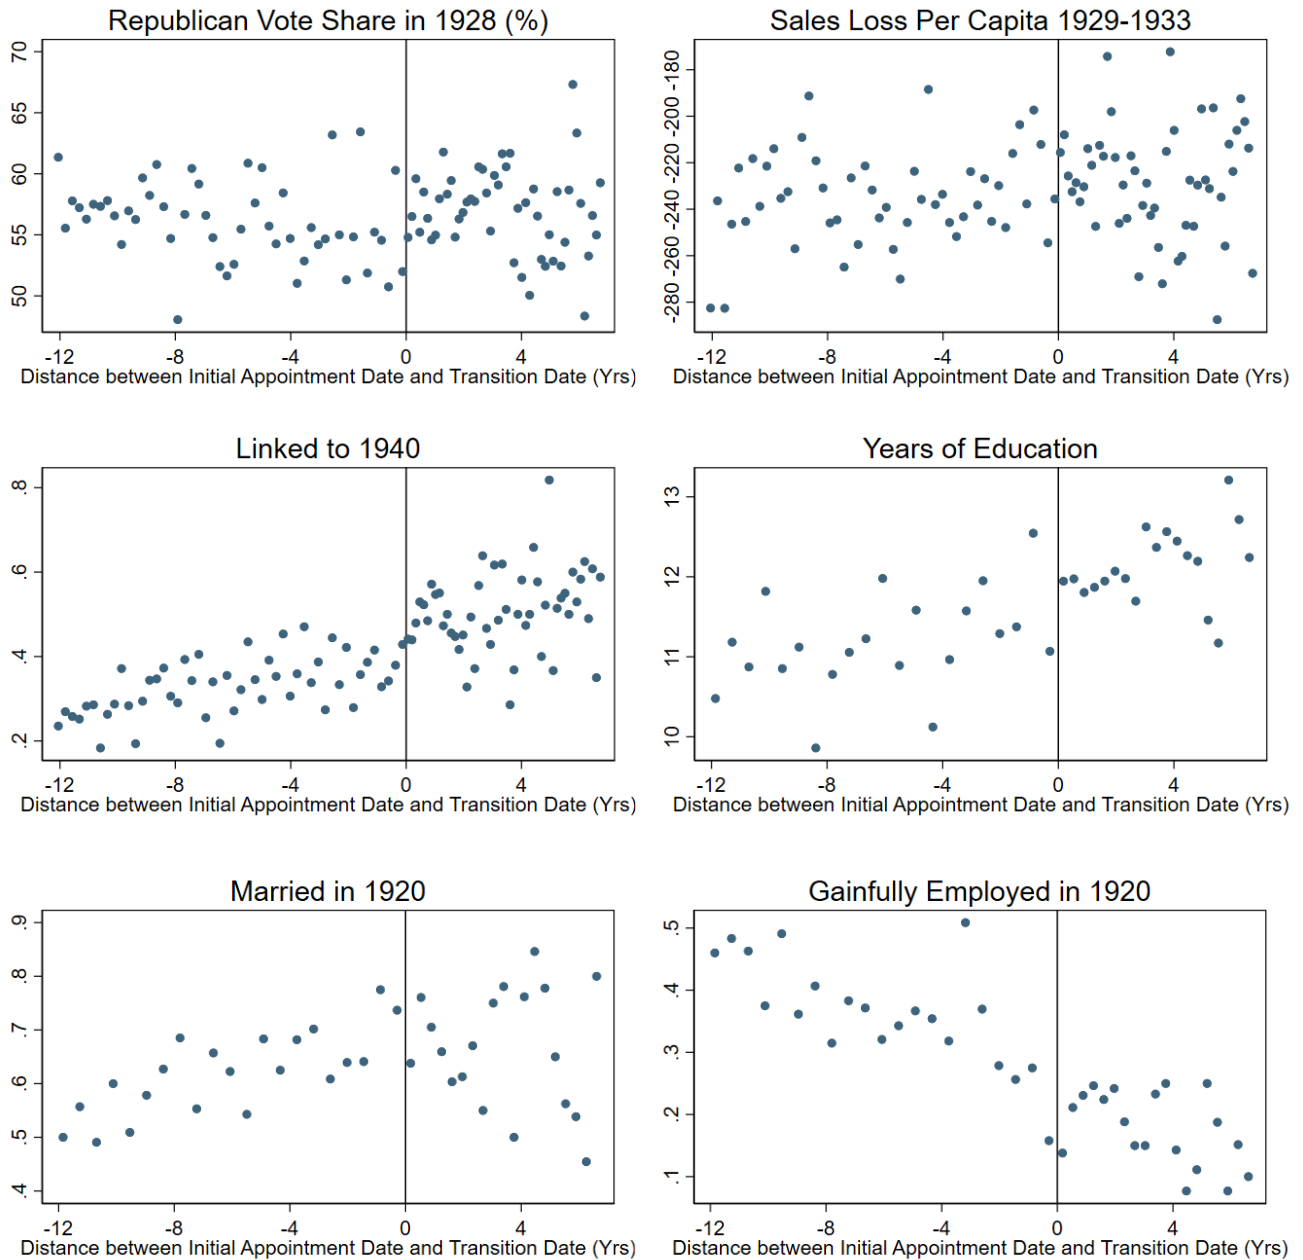 Republican Vote Share in 1928 (%)
70
65
60
55
50
-12 -8 -4 0 4
Distance between Initial Appointment Date and Transition Date (Yrs)
Sales Loss Per Capita 1929-1933
-180
-200
-220
-240
-260
-280
-12 -8 -4 0 4
Distance between Initial Appointment Date and Transition Date (Yrs)
Linked to 1940
.8
.6
.4
.2
-12 -8 -4 0 4
Distance between Initial Appointment Date and Transition Date (Yrs)
Years of Education
13
12
11
10
-12 -8 -4 0 4
Distance between Initial Appointment Date and Transition Date (Yrs)
Married in 1920
.9
.8
.7
.6
.5
.4
-12 -8 -4 0 4
Distance between Initial Appointment Date and Transition Date (Yrs)
Gainfully Employed in 1920
.5
.4
.3
.2
.1
-12 -8 -4 0 4
Distance between Initial Appointment Date and Transition Date (Yrs)